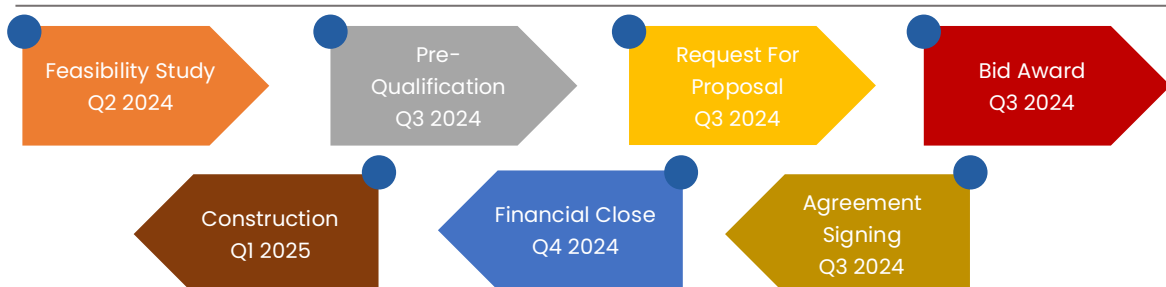 Feasibility Study
Q2 2024
Pre-
Qualification
Q3 2024
Request For
Proposal
Q3 2024
Bid Award
Q3 2024
Agreement
Signing
Q3 2024
Financial Close
Q4 2024
Construction
Q1 2025